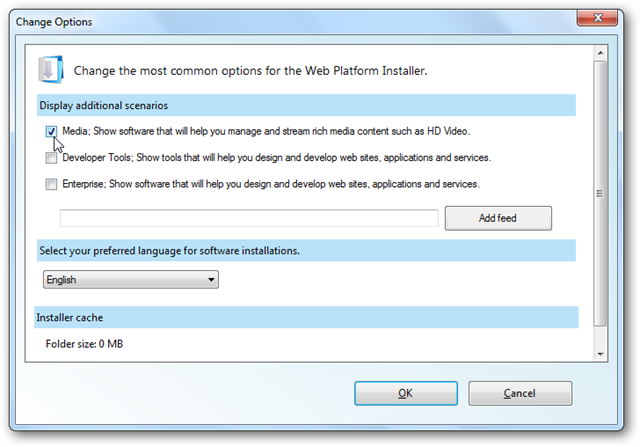 Change Options
Change the most common options for the Web Platform Installer.
Display additional scenarios
Media; Show software that will help you manage and stream rich media content such as HD Video.
Developer Tools; Show tools that will help you design and develop web sites, applications and services.
Enterprise; Show software that will help you design and develop web sites, applications and services.
Add feed
Select your preferred language for software installations.
English
Installer cache
Folder size: 0 MB
OK
Cancel